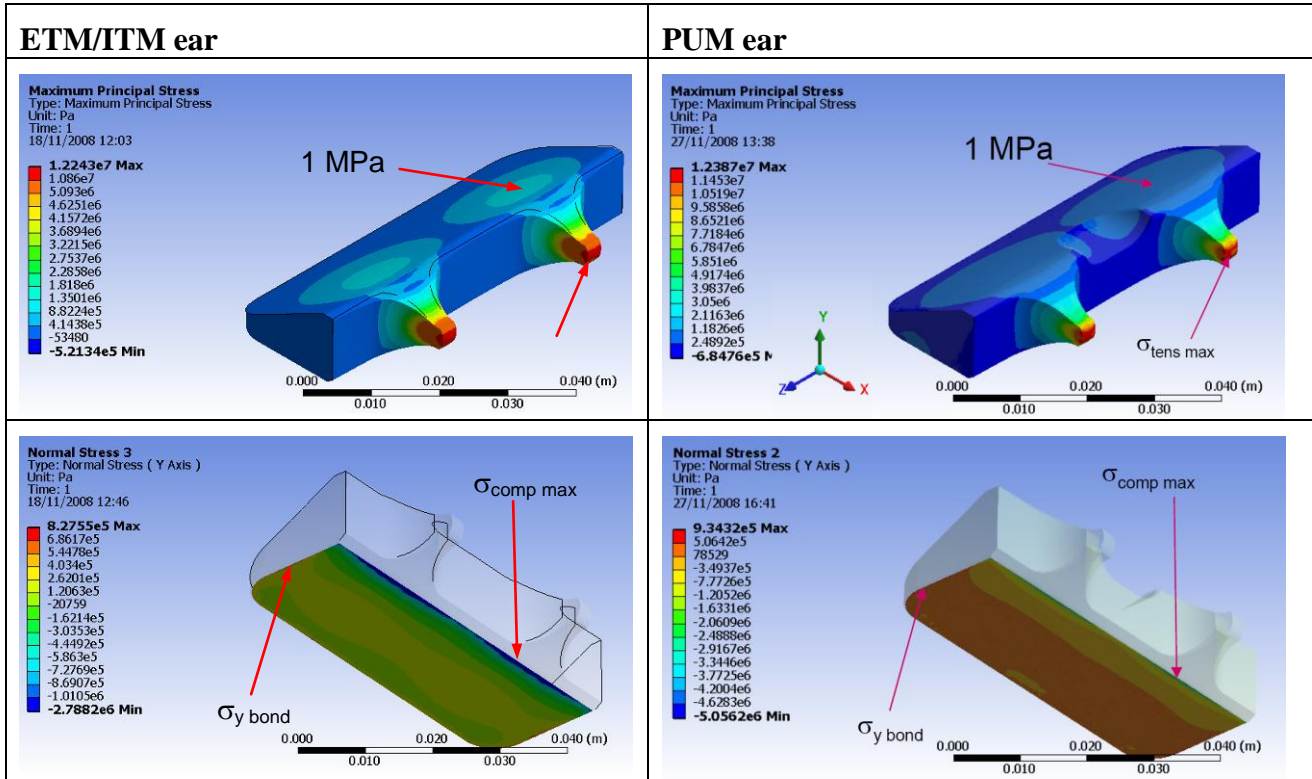 ETM/ITM ear
PUM ear
Maximum Principal Stress
Type: Maximum Principal Stress
Unit: Pa
Time: 1
18/11/2008 12:03
1.2243e7 Max
1.086e7
5.093e6
4.6251e6
4.1572e6
3.6894e6
3.2215e6
2.7537e6
2.2858e6
1.818e6
1.3501e6
8.8224e5
4.1438e5
-53480
-5.2134e5 Min
1 MPa
0.000 0.020 0.040 (m)
0.010 0.030
Maximum Principal Stress
Type: Maximum Principal Stress
Unit: Pa
Time: 1
27/11/2008 13:38
1.2387e7 Max
1.1453e7
1.0519e7
9.5858e6
8.6521e6
7.7184e6
6.7847e6
5.851e6
4.9174e6
3.9837e6
3.05e6
2.1163e6
1.1826e6
2.4892e5
-6.8476e5 M
1 MPa
σtens max
Y
Z
X
0.000 0.020 0.040 (m)
0.010 0.030
Normal Stress 3
Type: Normal Stress ( Y Axis )
Unit: Pa
Time: 1
18/11/2008 12:46
8.2755e5 Max
6.8617e5
5.4478e5
4.034e5
2.6201e5
1.2063e5
-20759
-1.6214e5
-3.0353e5
-4.4492e5
-5.863e5
-7.2769e5
-8.6907e5
-1.0105e6
-2.7882e6 Min
σcomp max
σy bond
0.000 0.020 0.040 (m)
0.010 0.030
Normal Stress 2
Type: Normal Stress ( Y Axis )
Unit: Pa
Time: 1
27/11/2008 16:41
9.3432e5 Max
5.0642e5
78529
-3.4937e5
-7.7726e5
-1.2052e6
-1.6331e6
-2.0609e6
-2.4888e6
-2.9167e6
-3.3446e6
-3.7725e6
-4.2004e6
-4.6283e6
-5.0562e6 Min
σcomp max
σy bond
0.000 0.020 0.040 (m)
0.010 0.030